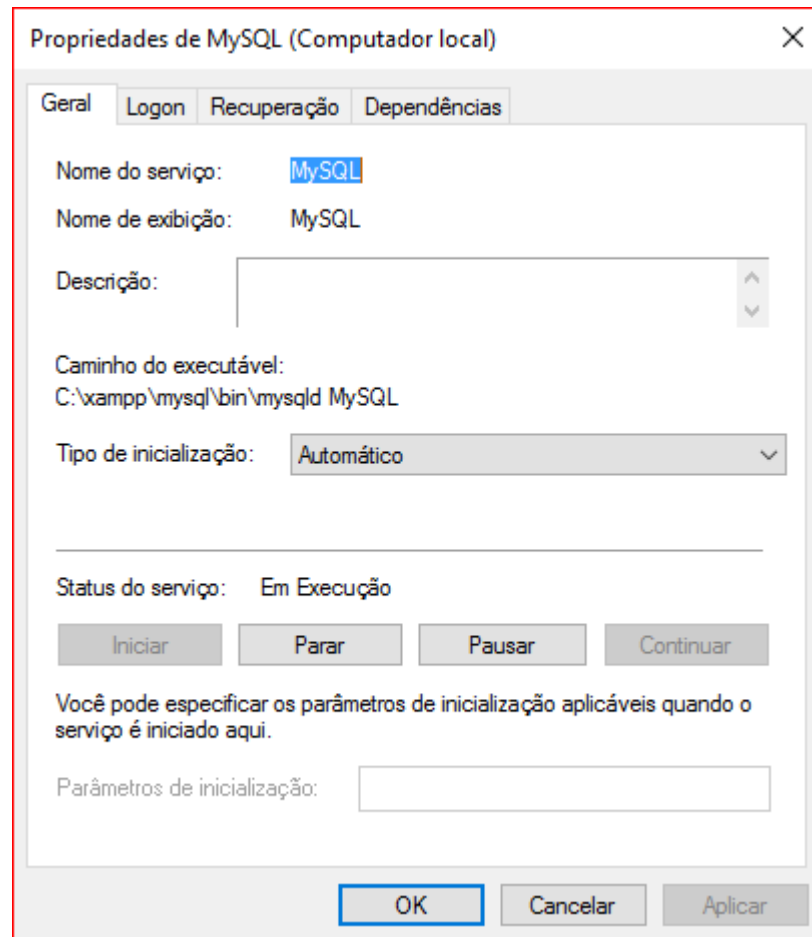 Propriedades de MySQL (Computador local)
Geral Logon Recuperação Dependências
Nome do serviço: MySQL
Nome de exibição: MySQL
Descrição:
Caminho do executável:
C:\xampp\mysql\bin\mysqld MySQL
Tipo de inicialização: Automático
Status do serviço: Em Execução
Iniciar Parar Pausar Continuar
Você pode especificar os parâmetros de inicialização aplicáveis quando o
serviço é iniciado aqui.
Parâmetros de inicialização:
OK Cancelar Aplicar